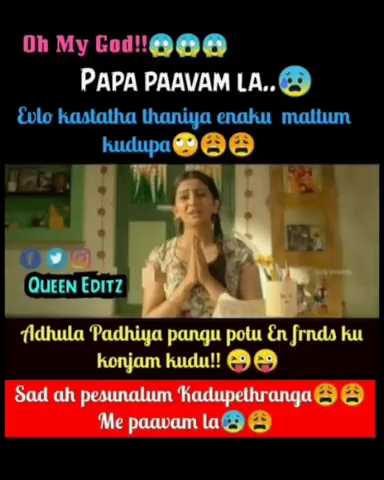 Oh My God!!😱😱😱
PAPA PAAVAM LA..😰
Evlo kastatha thaniya enaku mattum
kudupa🙄😩😩
QUEEN EDITZ
Adhula Padhiya pangu potu En frnds ku
konjam kudu!! 😜😜
Sad ah pesunalum Kadupethranga😩😩
Me paavam la😰😩